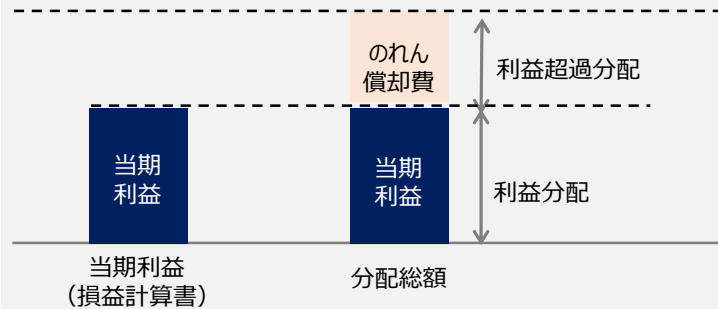 のれん
償却費
利益超過分配
当期
利益
当期
利益
利益分配
当期利益
（損益計算書）
分配総額